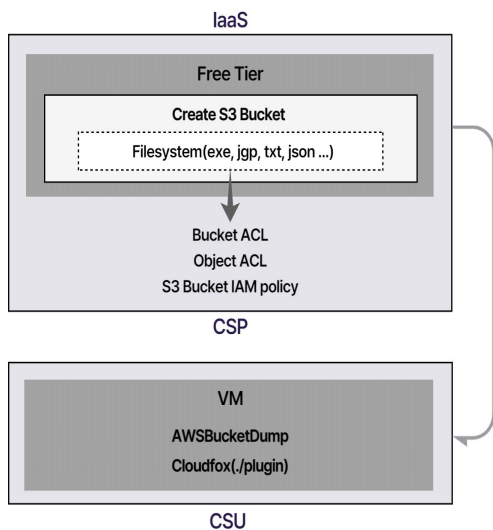 IaaS
Free Tier
Create S3 Bucket
Filesystem(exe, jgp, txt, json ...)
Bucket ACL
Object ACL
S3 Bucket IAM policy
CSP
VM
AWSBucketDump
Cloudfox(./plugin)
CSU